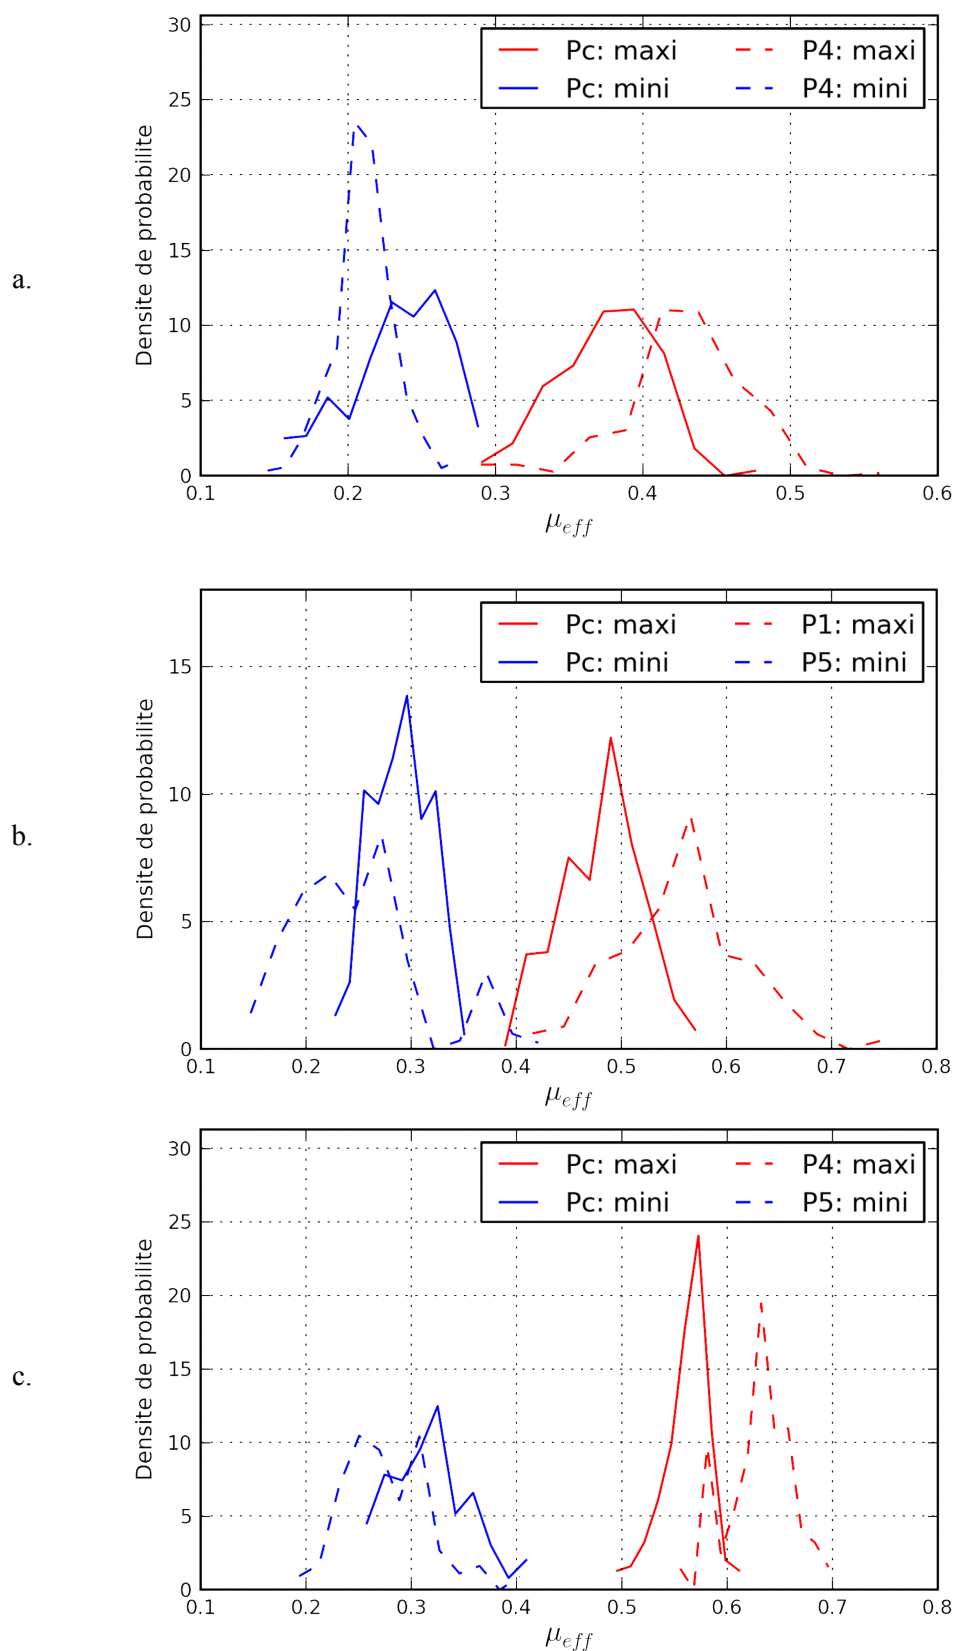 a.
Densite de probabilite
30
25
20
15
10
5
0
Pc: maxi P4: maxi
Pc: mini P4: mini
0.1 0.2 0.3 0.4 0.5 0.6
μeff
b.
Densite de probabilite
15
10
5
0
Pc: maxi P1: maxi
Pc: mini P5: mini
0.1 0.2 0.3 0.4 0.5 0.6 0.7 0.8
μeff
c.
Densite de probabilite
30
25
20
15
10
5
0
Pc: maxi P4: maxi
Pc: mini P5: mini
0.1 0.2 0.3 0.4 0.5 0.6 0.7 0.8
μeff